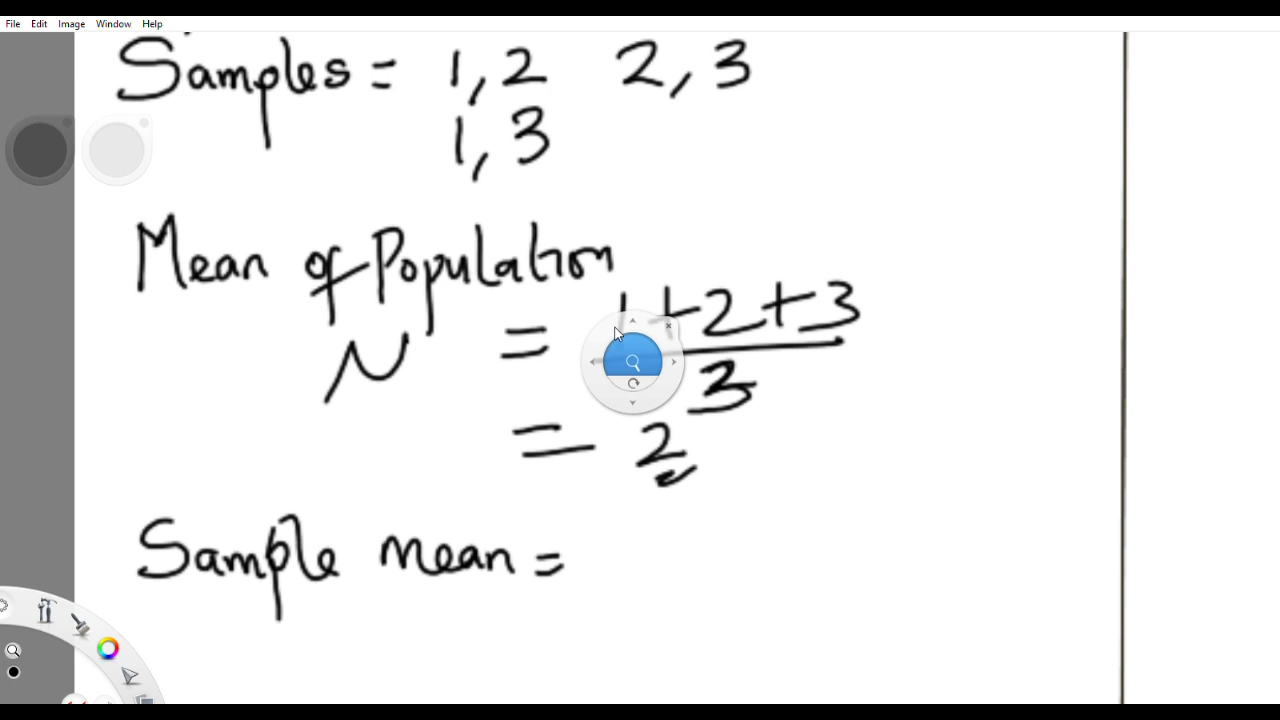 File Edit Image Window Help
Samples = 1, 2 2, 3
1, 3
Mean of Population
= 1+2+3
3
= 2
Sample mean =